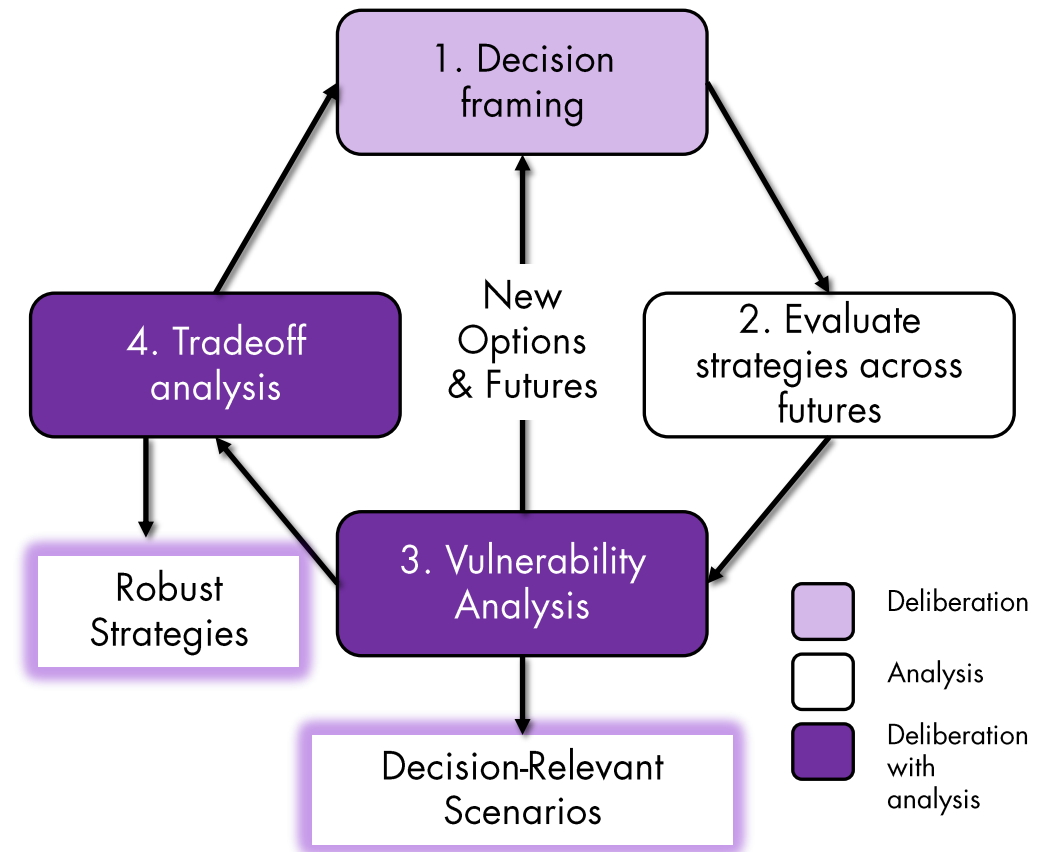 1. Decision
framing
New
Options
& Futures
2. Evaluate
strategies across
futures
4. Tradeoff
analysis
3. Vulnerability
Analysis
Robust
Strategies
Decision-Relevant
Scenarios
Deliberation
Analysis
Deliberation
with
analysis